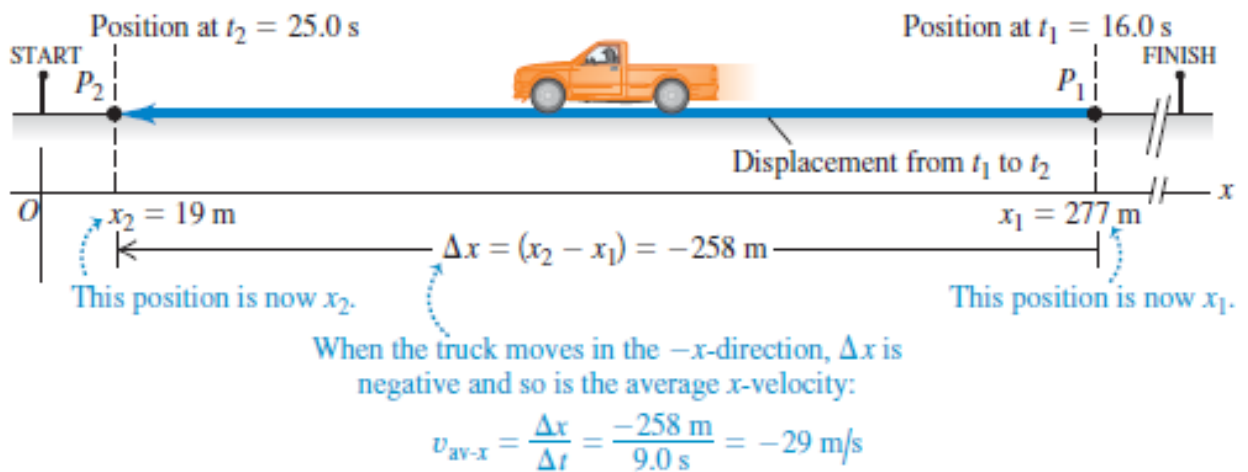 Position at t₂ = 25.0 s
Position at t₁ = 16.0 s
START
FINISH
P₂
P₁
Displacement from t₁ to t₂
O
x₂ = 19 m
x₁ = 277 m
x
Δx = (x₂ − x₁) = −258 m
This position is now x₂.
This position is now x₁.
When the truck moves in the −x-direction, Δx is
negative and so is the average x-velocity:
v_av-x = Δx/Δt = −258 m/9.0 s = −29 m/s